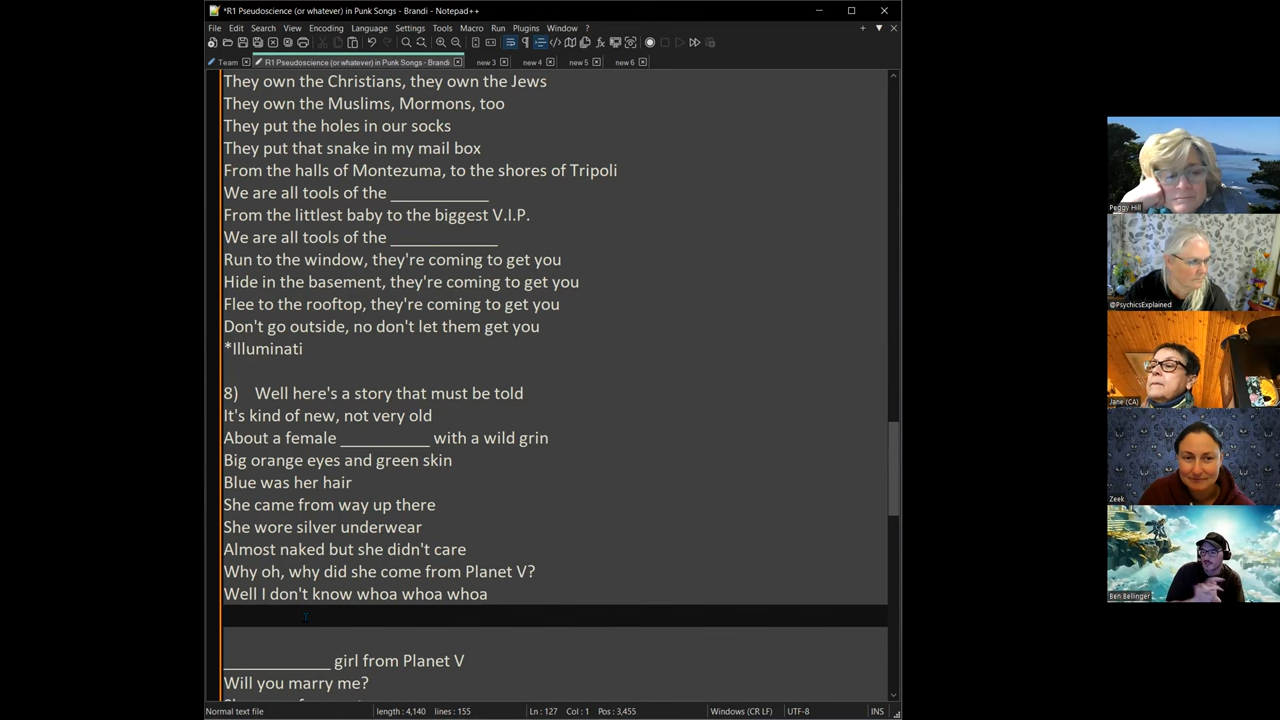 *R1 Pseudoscience (or whatever) in Punk Songs - Brandi - Notepad++
File Edit Search View Encoding Language Settings Tools Macro Run Plugins Window ?
Team R1 Pseudoscience (or whatever) in Punk Songs - Brandi new 3 new 4 new 5 new 6
They own the Christians, they own the Jews
They own the Muslims, Mormons, too
They put the holes in our socks
They put that snake in my mail box
From the halls of Montezuma, to the shores of Tripoli
We are all tools of the ___________
From the littlest baby to the biggest V.I.P.
We are all tools of the ____________
Run to the window, they're coming to get you
Hide in the basement, they're coming to get you
Flee to the rooftop, they're coming to get you
Don't go outside, no don't let them get you
*Illuminati
8) Well here's a story that must be told
It's kind of new, not very old
About a female __________ with a wild grin
Big orange eyes and green skin
Blue was her hair
She came from way up there
She wore silver underwear
Almost naked but she didn't care
Why oh, why did she come from Planet V?
Well I don't know whoa whoa whoa
____________ girl from Planet V
Will you marry me?
Normal text file length : 4,140 lines : 155 Ln : 127 Col : 1 Pos : 3,455 Windows (CR LF) UTF-8 INS
Peggy Hill
@PsychicsExplained
Jane (CA)
Zeek
Ben Bellinger